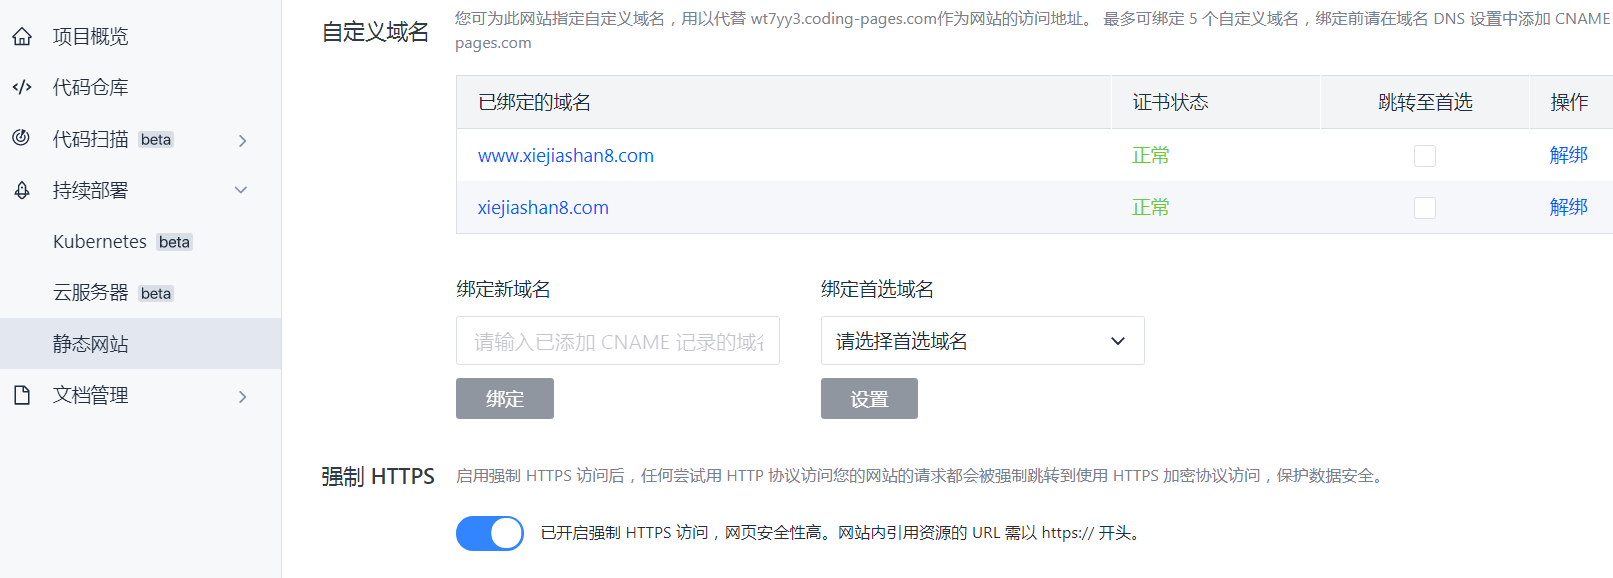 项目概览
代码仓库
代码扫描 beta
持续部署
Kubernetes beta
云服务器 beta
静态网站
文档管理
自定义域名
您可为此网站指定自定义域名，用以代替 wt7yy3.coding-pages.com作为网站的访问地址。 最多可绑定 5 个自定义域名，绑定前请在域名 DNS 设置中添加 CNAME
pages.com
已绑定的域名 证书状态 跳转至首选 操作
www.xiejiashan8.com 正常 解绑
xiejiashan8.com 正常 解绑
绑定新域名 绑定首选域名
请输入已添加 CNAME 记录的域 请选择首选域名
绑定 设置
强制 HTTPS
启用强制 HTTPS 访问后，任何尝试用 HTTP 协议访问您的网站的请求都会被强制跳转到使用 HTTPS 加密协议访问，保护数据安全。
已开启强制 HTTPS 访问，网页安全性高。网站内引用资源的 URL 需以 https:// 开头。